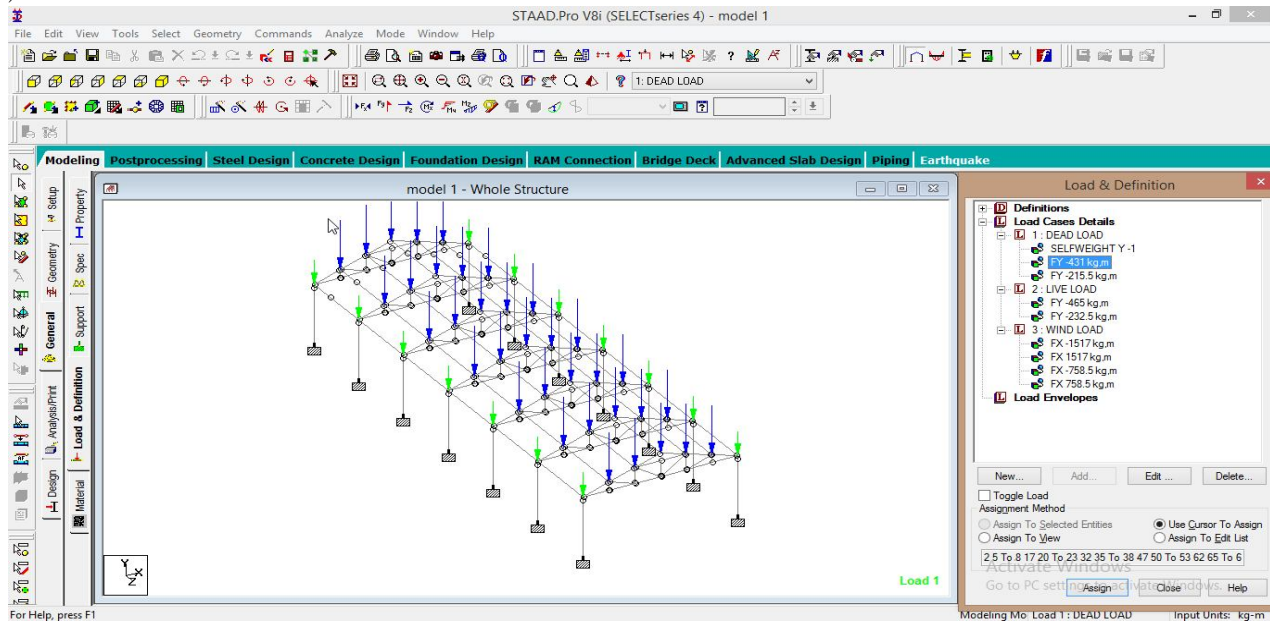 STAAD.Pro V8i (SELECTseries 4) - model 1
File Edit View Tools Select Geometry Commands Analyze Mode Window Help
1: DEAD LOAD
Modeling Postprocessing Steel Design Concrete Design Foundation Design RAM Connection Bridge Deck Advanced Slab Design Piping Earthquake
Setup
Geometry
General
Analysis/Print
Design
Property
Spec
Support
Load & Definition
Material
model 1 - Whole Structure
Y
X
Z
Load 1
Load & Definition
Definitions
Load Cases Details
1 : DEAD LOAD
SELFWEIGHT Y -1
FY -431 kg,m
FY -215.5 kg,m
2 : LIVE LOAD
FY -465 kg,m
FY -232.5 kg,m
3 : WIND LOAD
FX -1517 kg,m
FX 1517 kg,m
FX -758.5 kg,m
FX 758.5 kg,m
Load Envelopes
New... Add... Edit ... Delete...
Toggle Load
Assignment Method
Assign To Selected Entities Use Cursor To Assign
Assign To View Assign To Edit List
2 5 To 8 17 20 To 23 32 35 To 38 47 50 To 53 62 65 To 6
Activate Windows
Go to PC settings to activate Windows.
Assign Close Help
For Help, press F1 Modeling Mo Load 1 : DEAD LOAD Input Units: kg-m